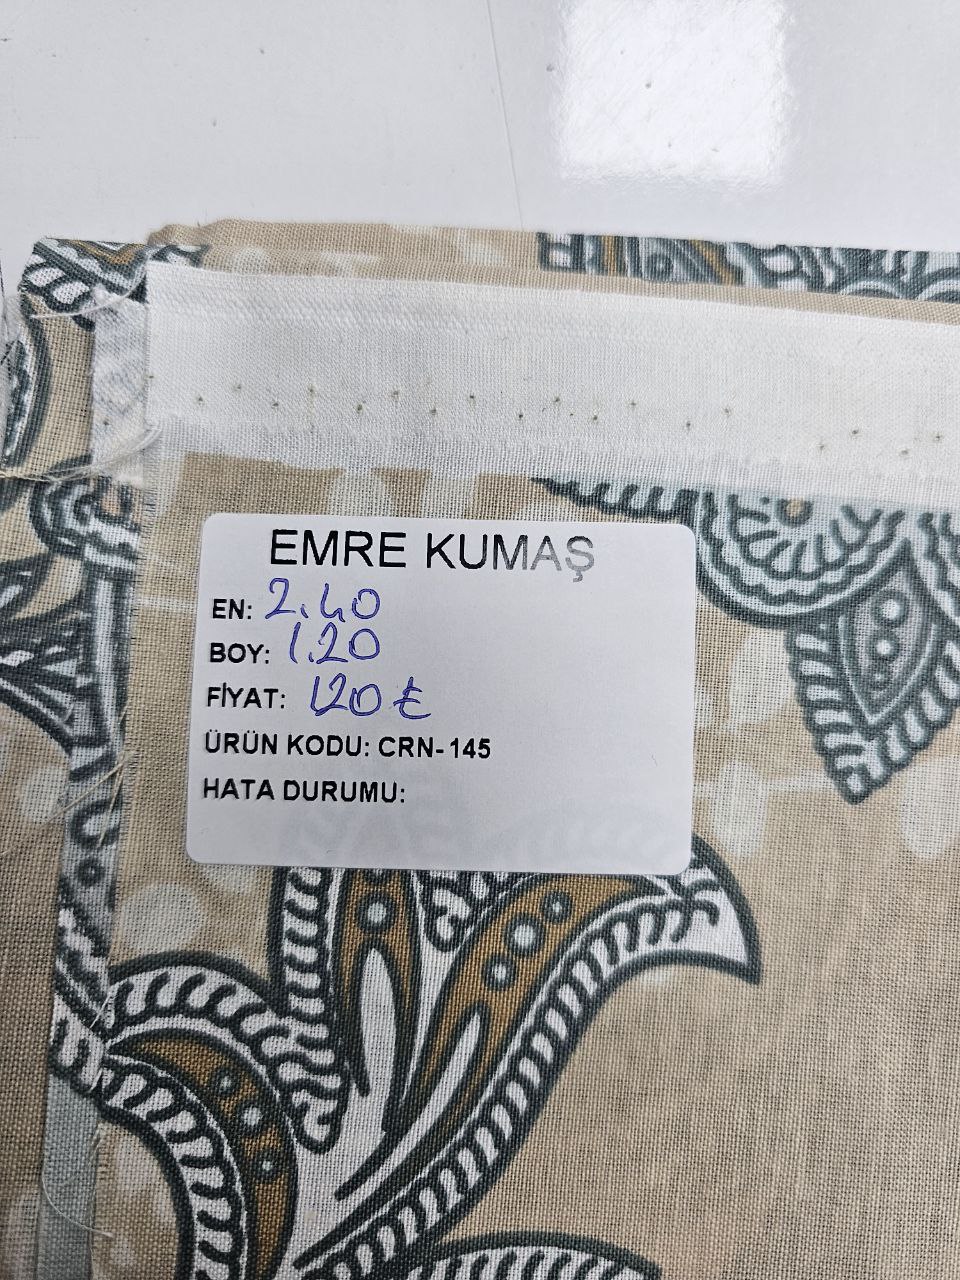 EMRE KUMAŞ
EN: 2.40
BOY: 1.20
FİYAT: 120 ₺
ÜRÜN KODU: CRN-145
HATA DURUMU: